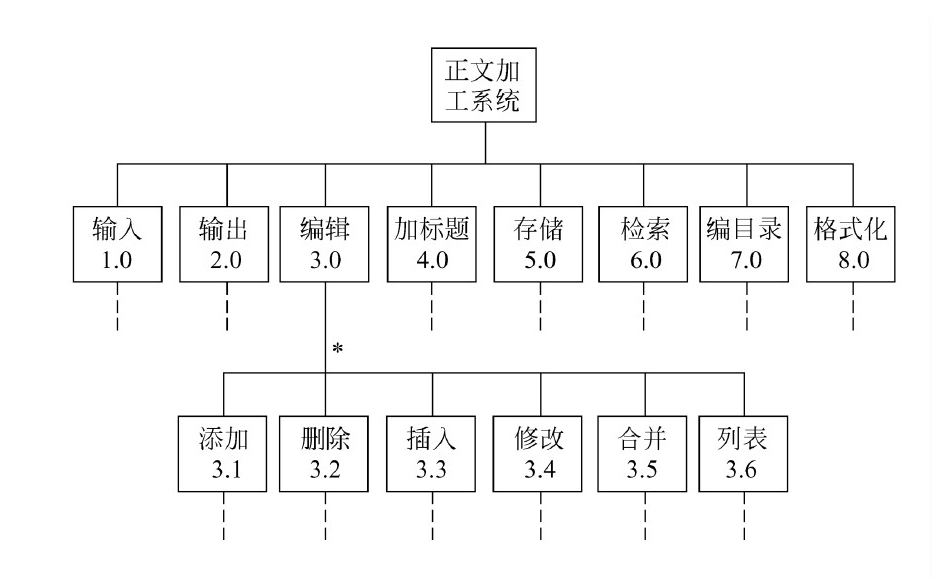 正文加
工系统
输入
1.0
输出
2.0
编辑
3.0
加标题
4.0
存储
5.0
检索
6.0
编目录
7.0
格式化
8.0
*
添加
3.1
删除
3.2
插入
3.3
修改
3.4
合并
3.5
列表
3.6